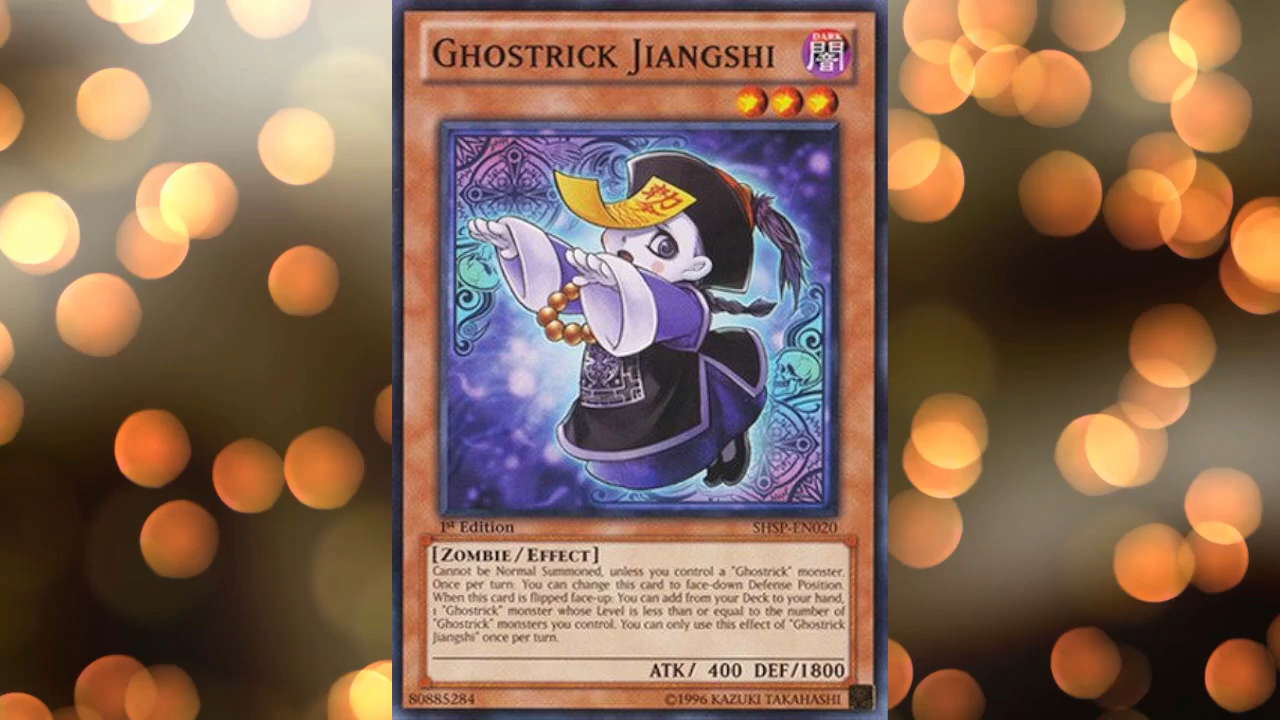 GHOSTRICK JIANGSHI
DARK
闇
勅令
1st Edition
SHSP-EN020
[ZOMBIE/EFFECT]
Cannot be Normal Summoned, unless you control a "Ghostrick" monster.
Once per turn: You can change this card to face-down Defense Position.
When this card is flipped face-up: You can add from your Deck to your hand,
1 "Ghostrick" monster whose Level is less than or equal to the number of
"Ghostrick" monsters you control. You can only use this effect of "Ghostrick
Jiangshi" once per turn.
ATK/ 400 DEF/1800
80885284
©1996 KAZUKI TAKAHASHI